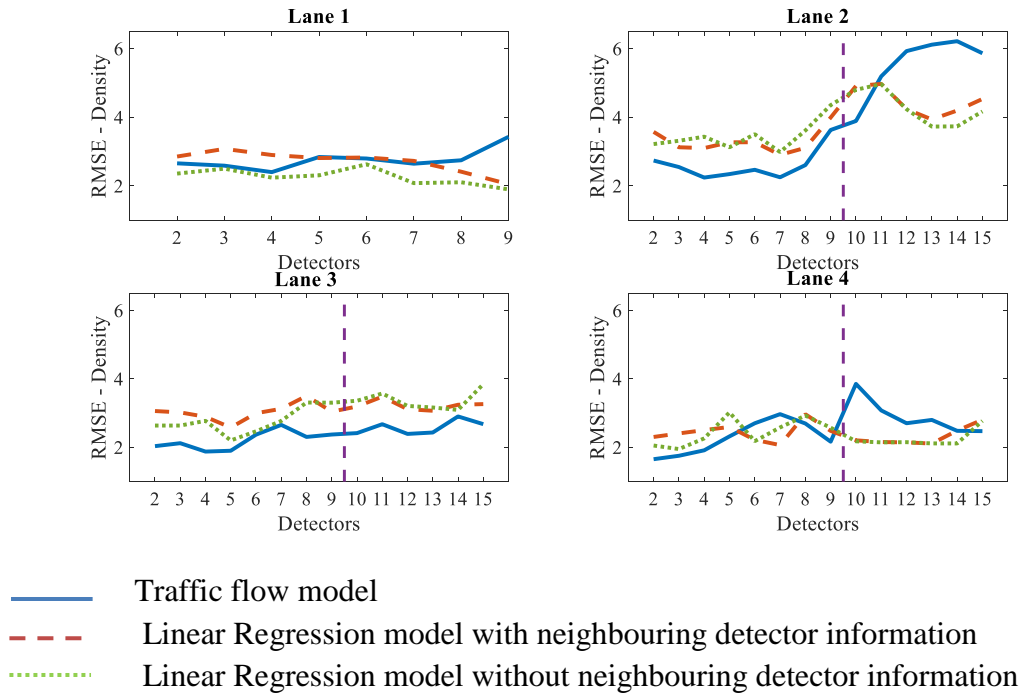 Lane 1
RMSE - Density
6
4
2
2 3 4 5 6 7 8 9
Detectors
Lane 2
RMSE - Density
6
4
2
2 3 4 5 6 7 8 9 10 11 12 13 14 15
Detectors
Lane 3
RMSE - Density
6
4
2
2 3 4 5 6 7 8 9 10 11 12 13 14 15
Detectors
Lane 4
RMSE - Density
6
4
2
2 3 4 5 6 7 8 9 10 11 12 13 14 15
Detectors
Traffic flow model
Linear Regression model with neighbouring detector information
Linear Regression model without neighbouring detector information